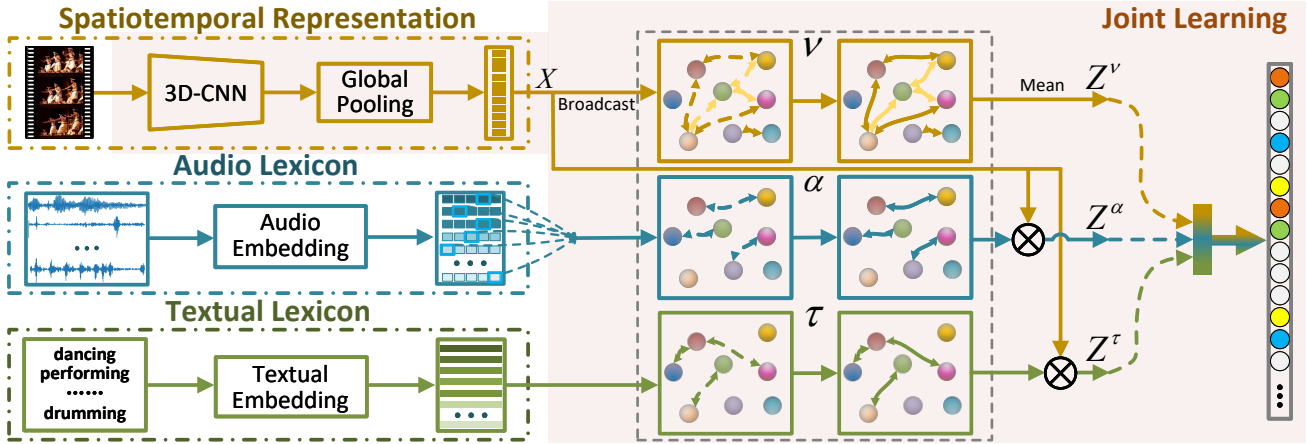 Spatiotemporal Representation
Joint Learning
3D-CNN
Global
Pooling
X
Broadcast
ν
Mean
Z^ν
Audio Lexicon
Audio
Embedding
α
Z^α
Textual Lexicon
dancing
performing
......
drumming
Textual
Embedding
τ
Z^τ